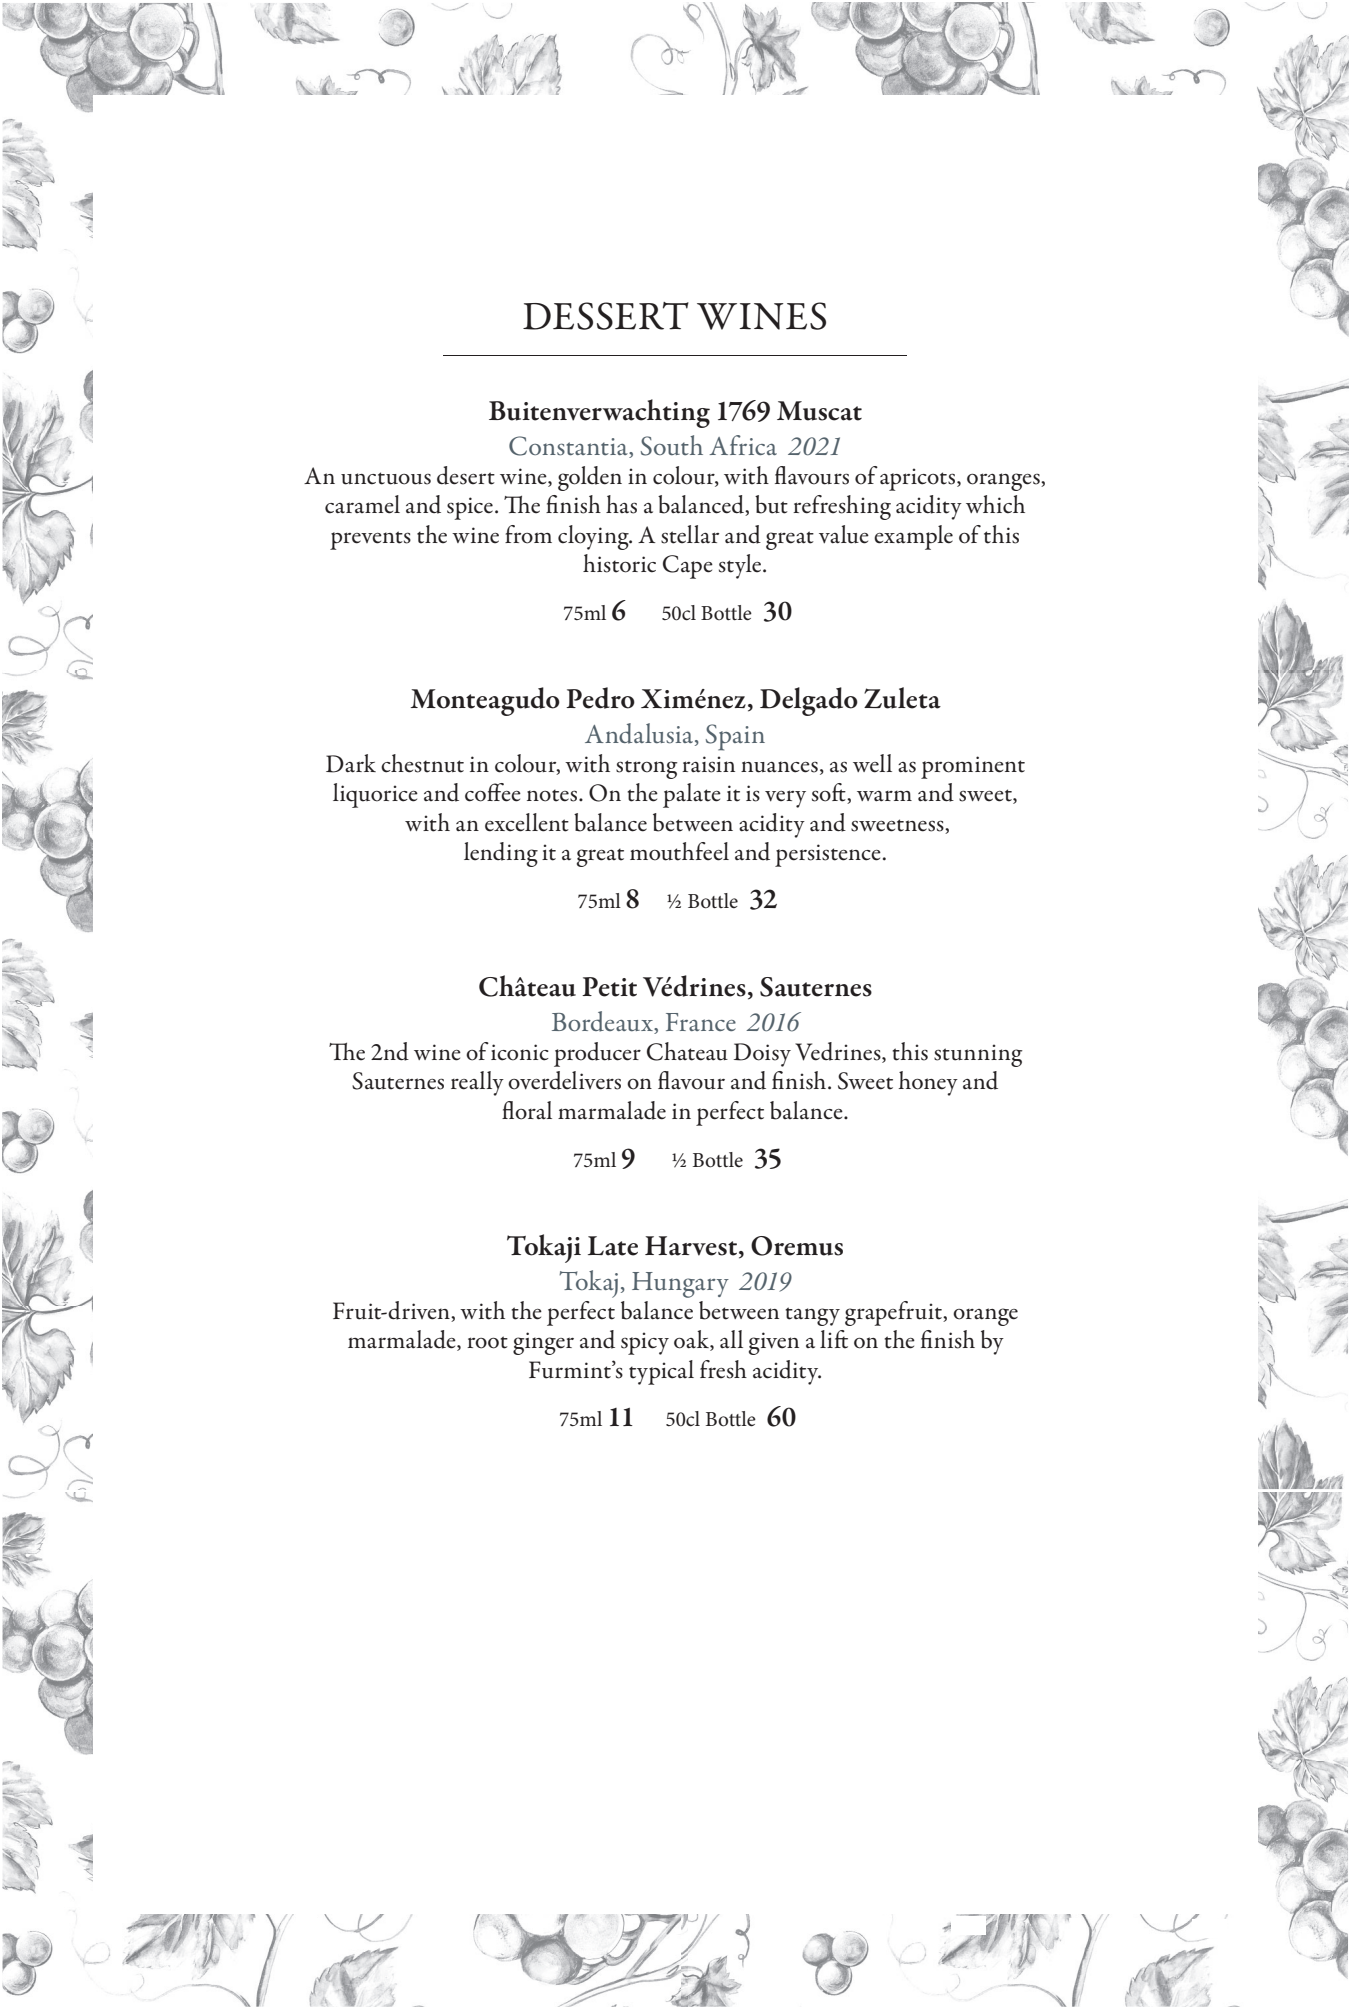 DESSERT WINES
Buitenverwachting 1769 Muscat
Constantia, South Africa 2021
An unctuous desert wine, golden in colour, with flavours of apricots, oranges,
caramel and spice. The finish has a balanced, but refreshing acidity which
prevents the wine from cloying. A stellar and great value example of this
historic Cape style.
75ml 6 50cl Bottle 30
Monteagudo Pedro Ximénez, Delgado Zuleta
Andalusia, Spain
Dark chestnut in colour, with strong raisin nuances, as well as prominent
liquorice and coffee notes. On the palate it is very soft, warm and sweet,
with an excellent balance between acidity and sweetness,
lending it a great mouthfeel and persistence.
75ml 8 ½ Bottle 32
Château Petit Védrines, Sauternes
Bordeaux, France 2016
The 2nd wine of iconic producer Chateau Doisy Vedrines, this stunning
Sauternes really overdelivers on flavour and finish. Sweet honey and
floral marmalade in perfect balance.
75ml 9 ½ Bottle 35
Tokaji Late Harvest, Oremus
Tokaj, Hungary 2019
Fruit-driven, with the perfect balance between tangy grapefruit, orange
marmalade, root ginger and spicy oak, all given a lift on the finish by
Furmint’s typical fresh acidity.
75ml 11 50cl Bottle 60